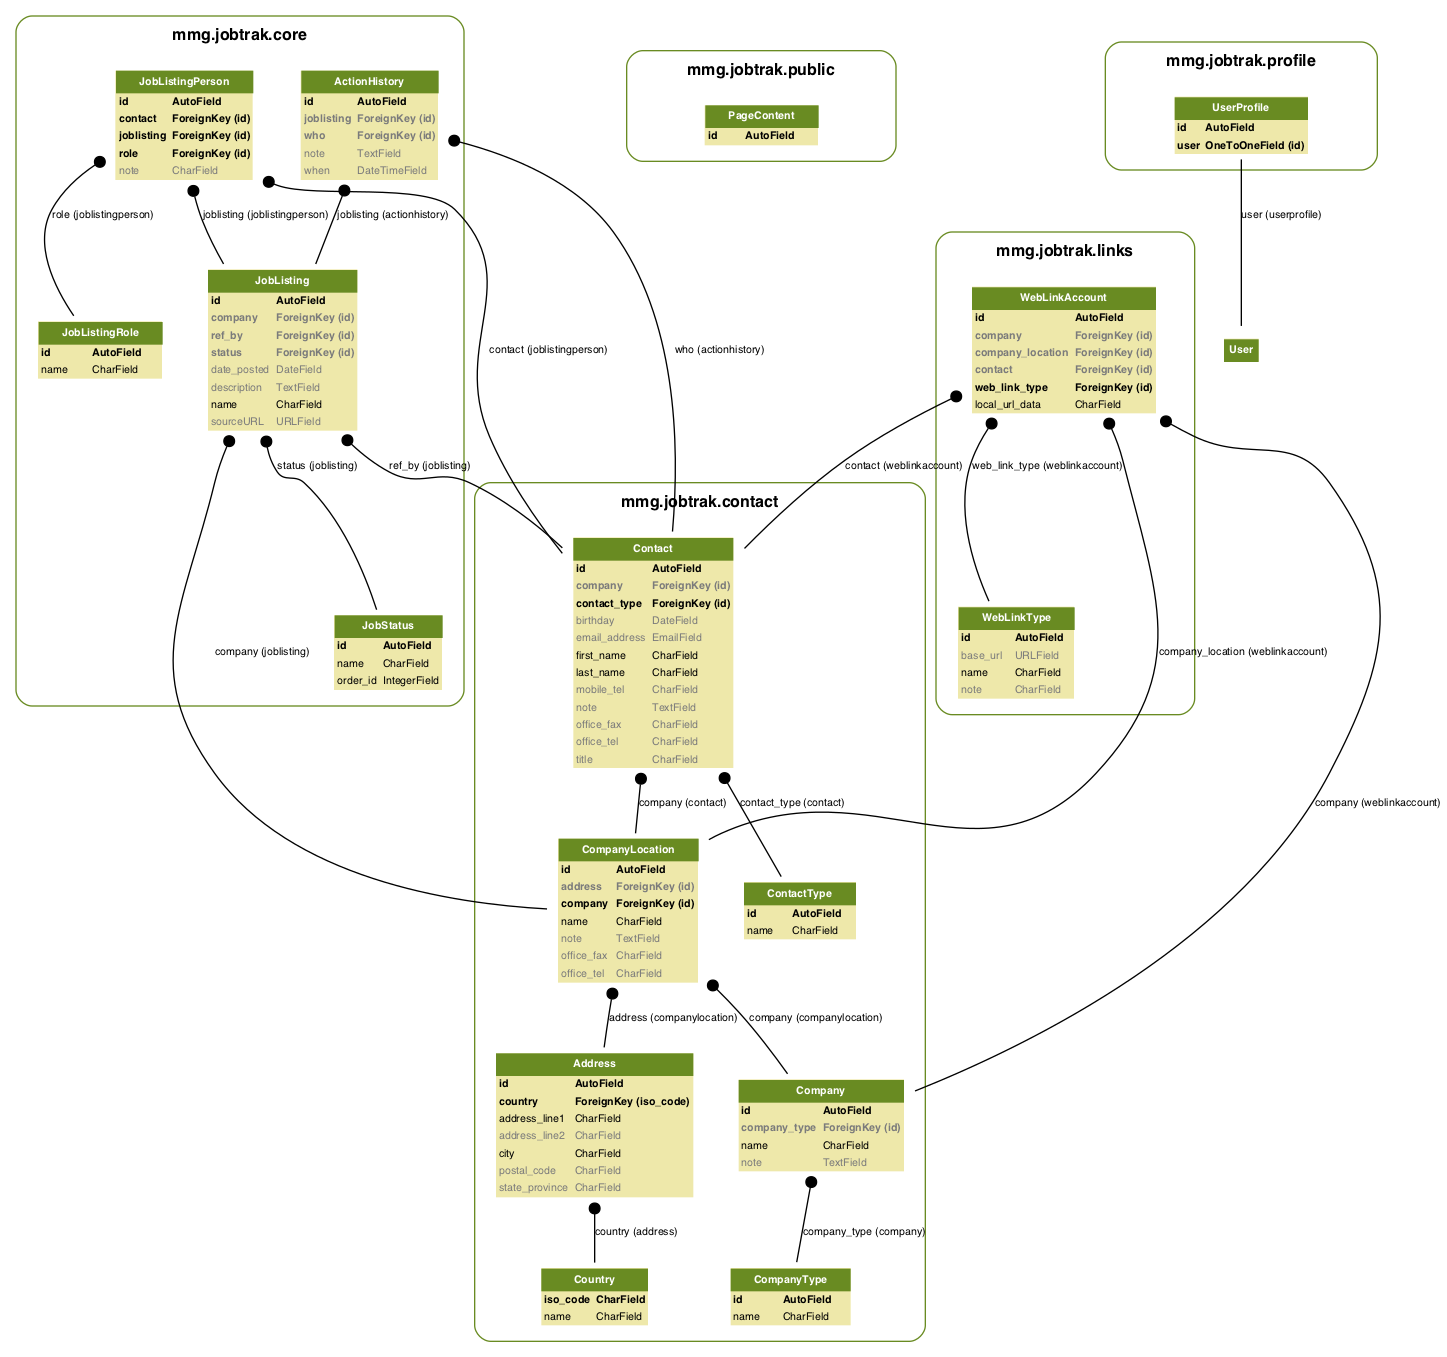 mmg.jobtrak.core
JobListingPerson
id AutoField
contact ForeignKey (id)
joblisting ForeignKey (id)
role ForeignKey (id)
note CharField
ActionHistory
id AutoField
joblisting ForeignKey (id)
who ForeignKey (id)
note TextField
when DateTimeField
role (joblistingperson)
joblisting (joblistingperson)
joblisting (actionhistory)
JobListing
id AutoField
company ForeignKey (id)
ref_by ForeignKey (id)
status ForeignKey (id)
date_posted DateField
description TextField
name CharField
sourceURL URLField
JobListingRole
id AutoField
name CharField
status (joblisting)
ref_by (joblisting)
company (joblisting)
JobStatus
id AutoField
name CharField
order_id IntegerField
mmg.jobtrak.public
PageContent
id AutoField
mmg.jobtrak.profile
UserProfile
id AutoField
user OneToOneField (id)
user (userprofile)
User
contact (joblistingperson)
who (actionhistory)
mmg.jobtrak.links
WebLinkAccount
id AutoField
company ForeignKey (id)
company_location ForeignKey (id)
contact ForeignKey (id)
web_link_type ForeignKey (id)
local_url_data CharField
contact (weblinkaccount)
web_link_type (weblinkaccount)
WebLinkType
id AutoField
base_url URLField
name CharField
note CharField
company_location (weblinkaccount)
company (weblinkaccount)
mmg.jobtrak.contact
Contact
id AutoField
company ForeignKey (id)
contact_type ForeignKey (id)
birthday DateField
email_address EmailField
first_name CharField
last_name CharField
mobile_tel CharField
note TextField
office_fax CharField
office_tel CharField
title CharField
company (contact)
contact_type (contact)
CompanyLocation
id AutoField
address ForeignKey (id)
company ForeignKey (id)
name CharField
note TextField
office_fax CharField
office_tel CharField
ContactType
id AutoField
name CharField
address (companylocation)
company (companylocation)
Address
id AutoField
country ForeignKey (iso_code)
address_line1 CharField
address_line2 CharField
city CharField
postal_code CharField
state_province CharField
Company
id AutoField
company_type ForeignKey (id)
name CharField
note TextField
country (address)
company_type (company)
Country
iso_code CharField
name CharField
CompanyType
id AutoField
name CharField